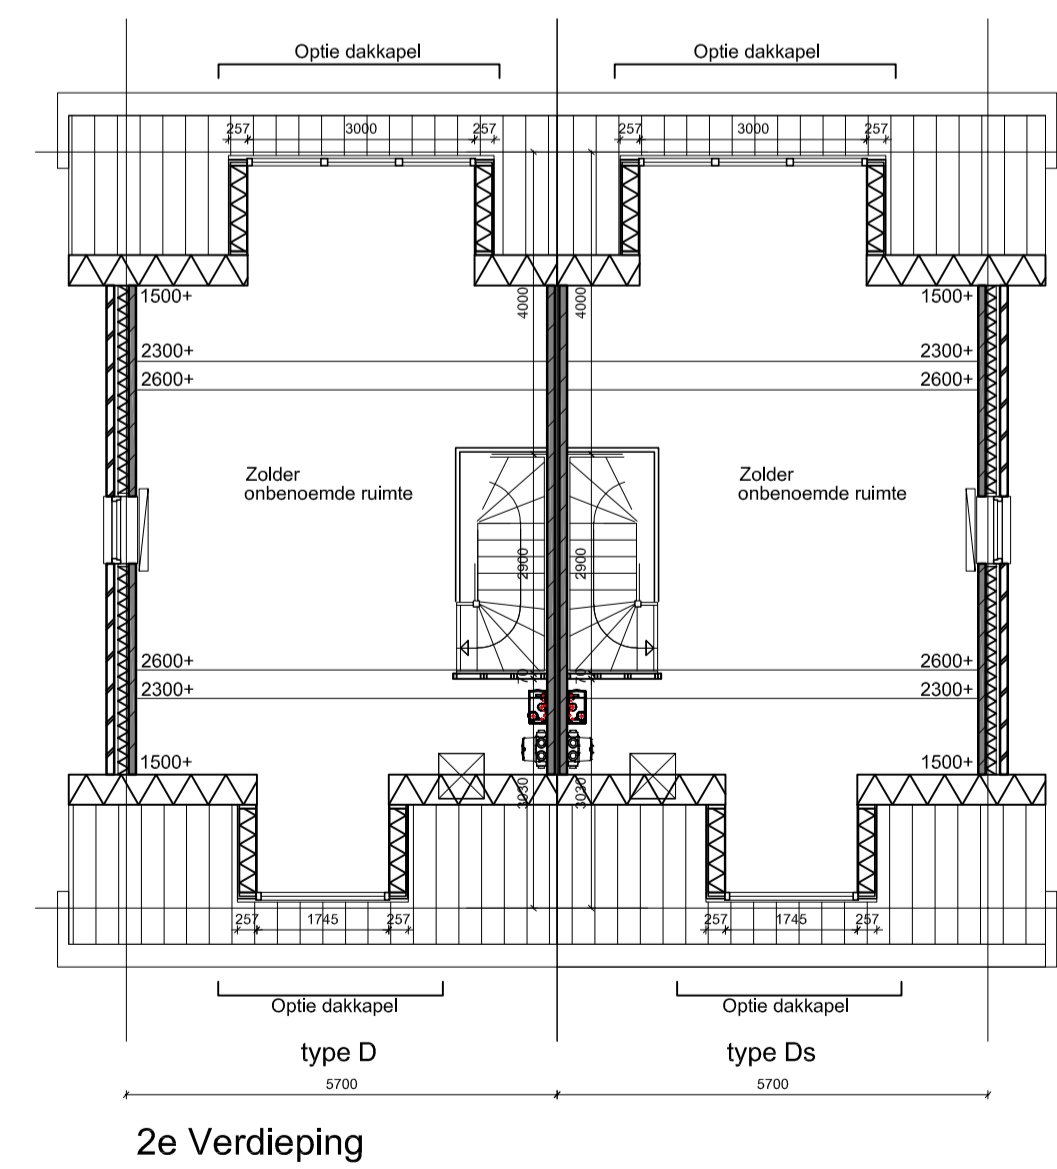 Optie dakkapel Optie dakkapel
257 3000 257 257 3000 257
1500+ 4000 4000 1500+
2300+ 2300+
2600+ 2600+
Zolder Zolder
onbenoemde ruimte onbenoemde ruimte
2900 2900
2600+ 70 70 2600+
2300+ 2300+
1500+ 1500+
3030 3030
257 1745 257 257 1745 257
Optie dakkapel Optie dakkapel
type D type Ds
5700 5700
2e Verdieping